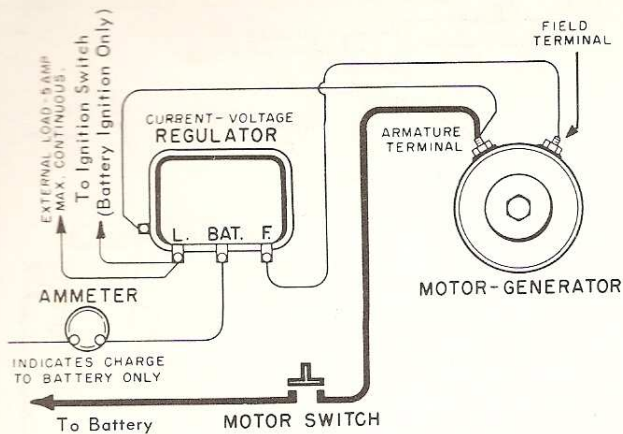 FIELD
TERMINAL
EXTERNAL LOAD-5 AMP
MAX. CONTINUOUS.
To Ignition Switch
(Battery Ignition Only)
CURRENT-VOLTAGE
REGULATOR
ARMATURE
TERMINAL
L. BAT. F.
MOTOR-GENERATOR
AMMETER
INDICATES CHARGE
TO BATTERY ONLY
To Battery
MOTOR SWITCH